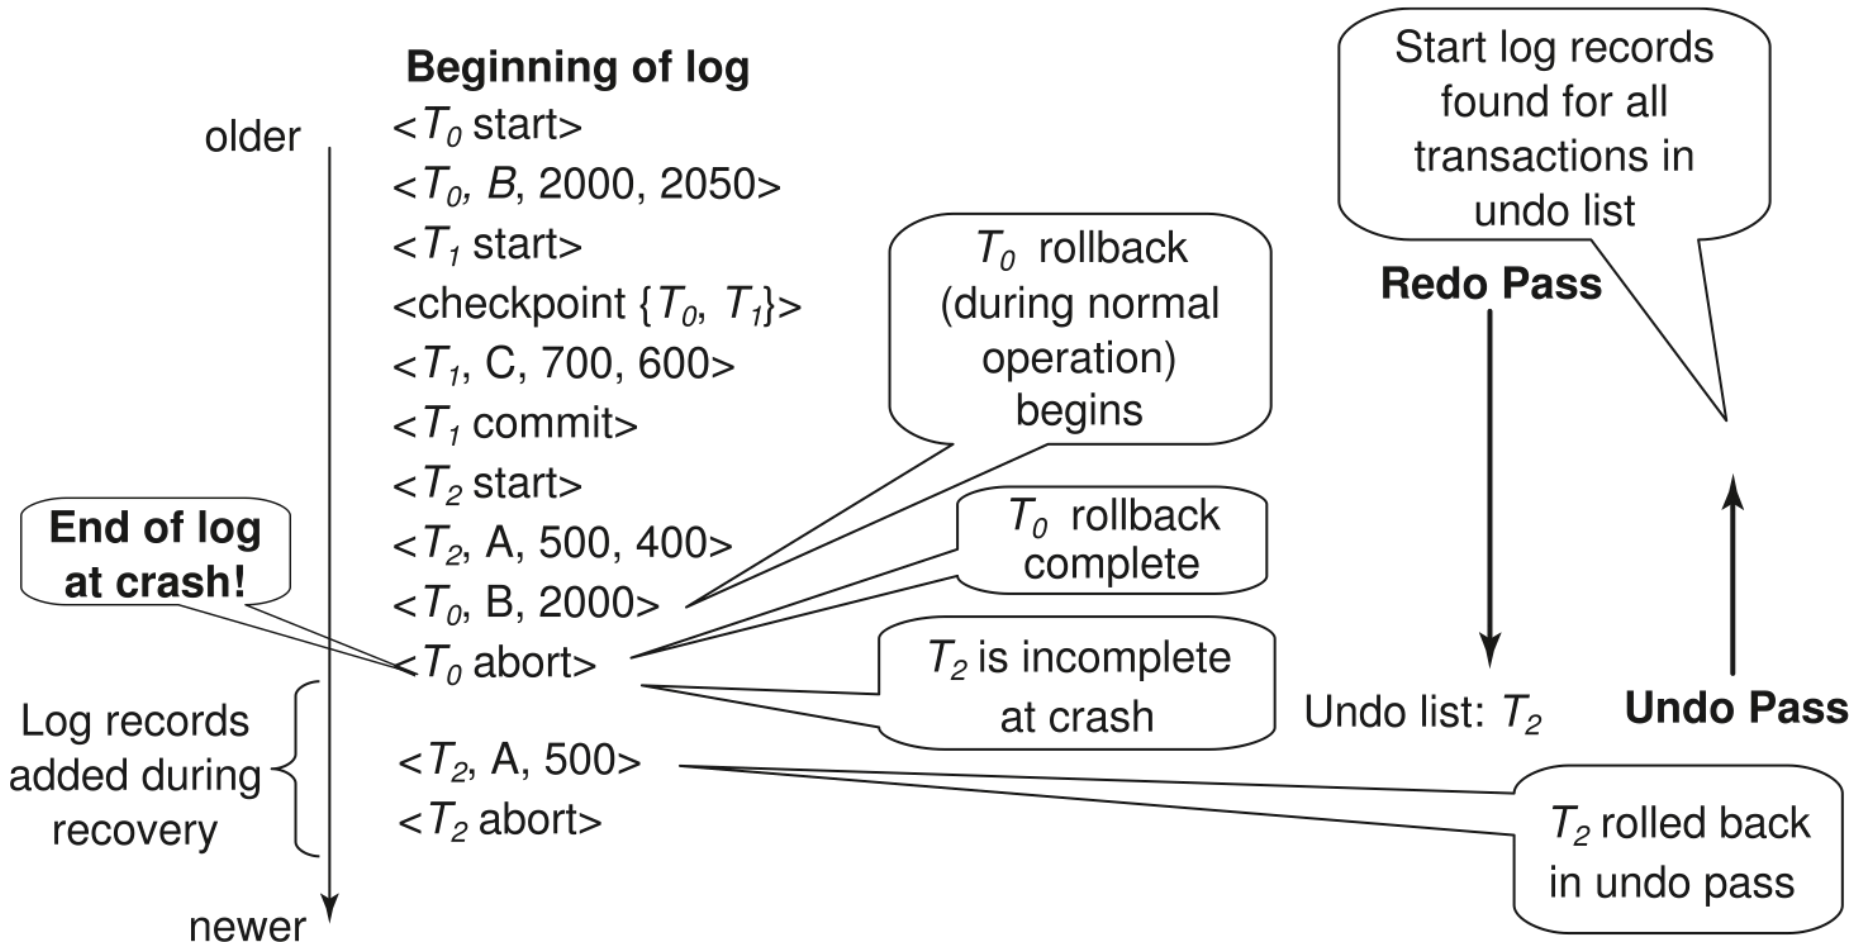 Beginning of log
older
<T0 start>
<T0, B, 2000, 2050>
<T1 start>
<checkpoint {T0, T1}>
<T1, C, 700, 600>
<T1 commit>
<T2 start>
<T2, A, 500, 400>
<T0, B, 2000>
<T0 abort>
<T2, A, 500>
<T2 abort>
newer
End of log
at crash!
Log records
added during
recovery
T0 rollback
(during normal
operation)
begins
T0 rollback
complete
T2 is incomplete
at crash
Start log records
found for all
transactions in
undo list
Redo Pass
Undo list: T2
Undo Pass
T2 rolled back
in undo pass